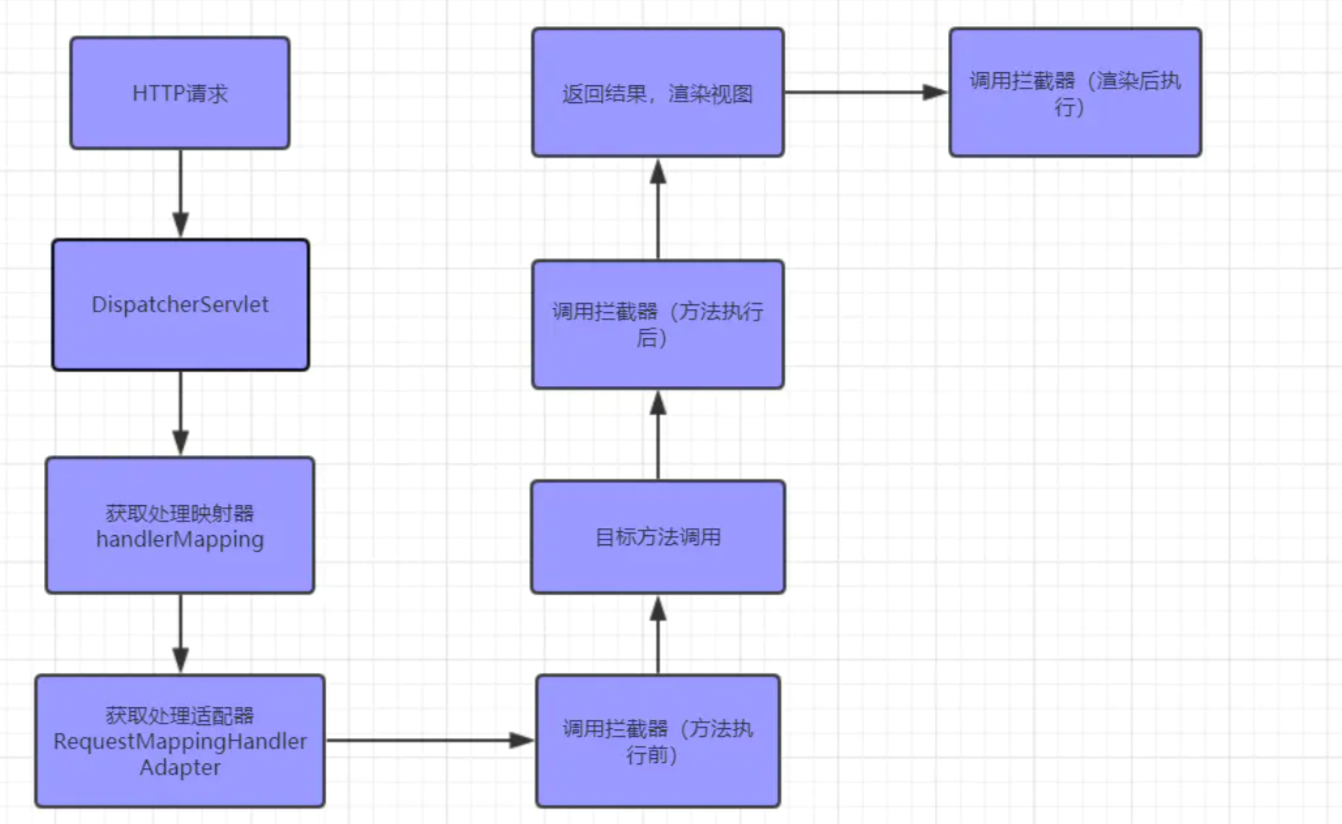 HTTP请求
DispatcherServlet
获取处理映射器
handlerMapping
获取处理适配器
RequestMappingHandler
Adapter
调用拦截器（方法执
行前）
目标方法调用
调用拦截器（方法执行
后）
返回结果，渲染视图
调用拦截器（渲染后执
行）